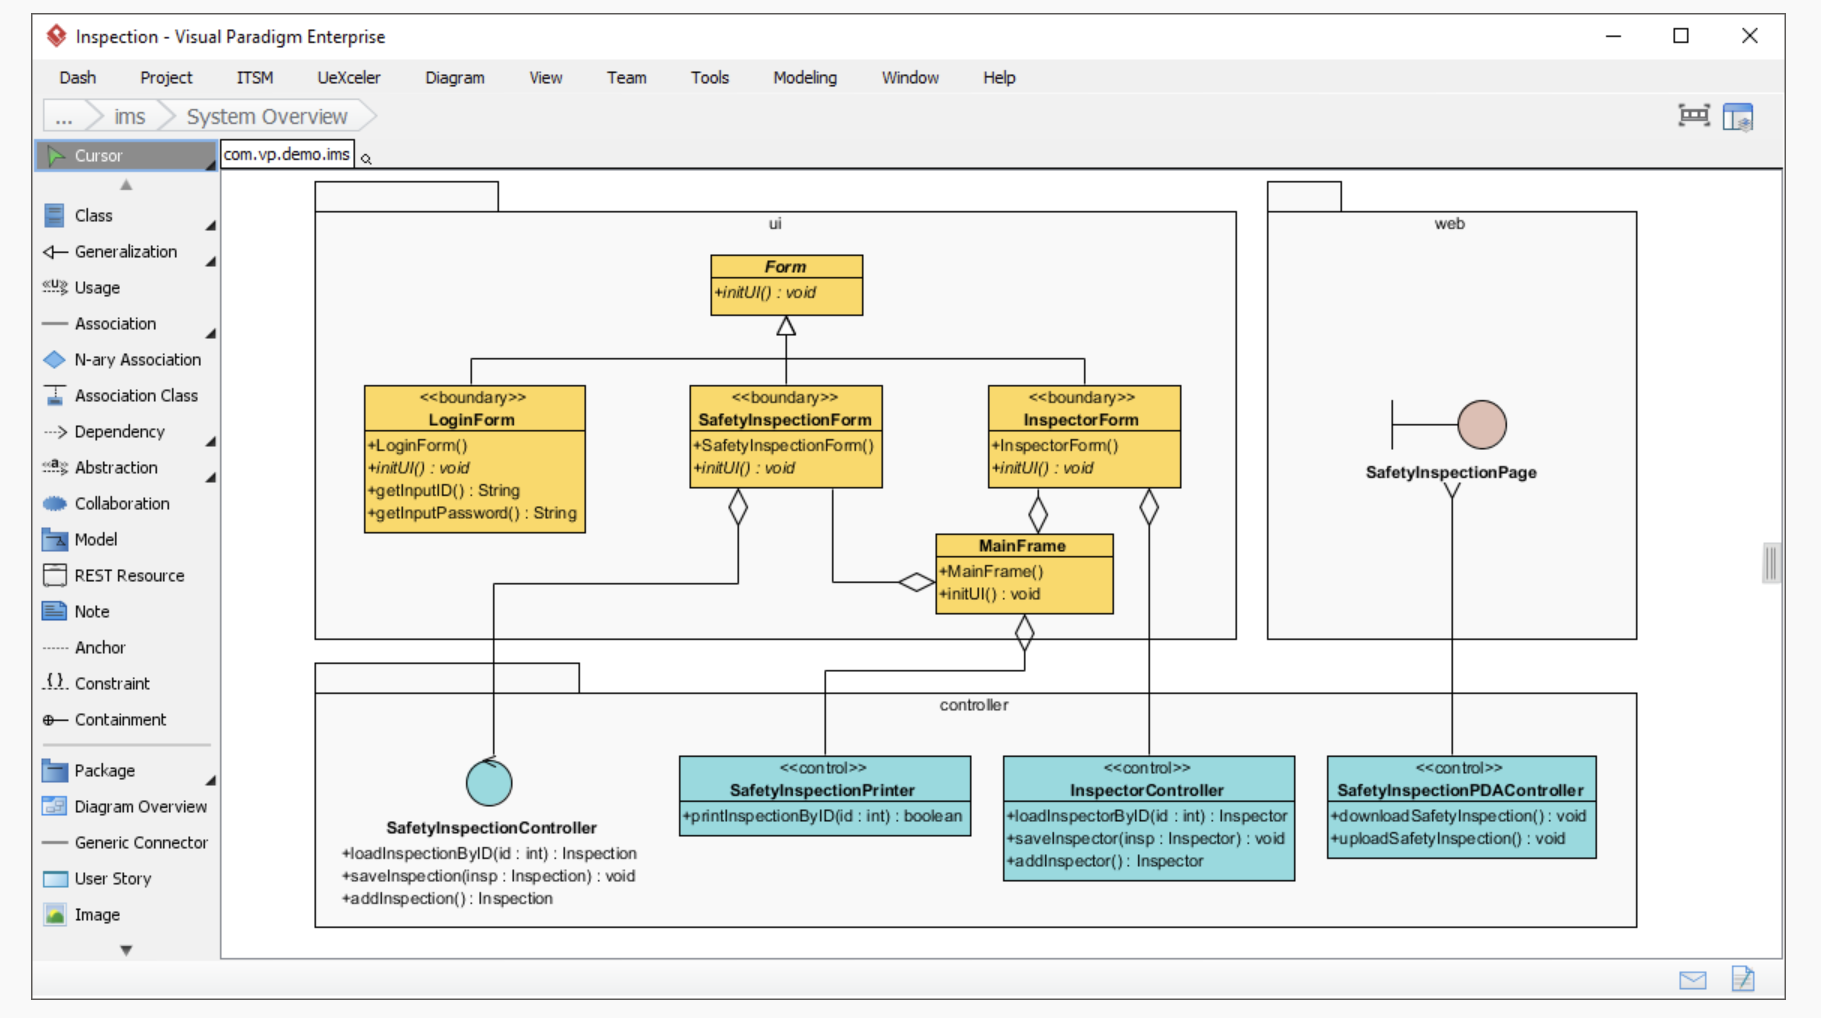 Inspection - Visual Paradigm Enterprise
Dash Project ITSM UeXceler Diagram View Team Tools Modeling Window Help
... ims System Overview
Cursor
com.vp.demo.ims
Class
Generalization
<<U>> Usage
Association
N-ary Association
Association Class
Dependency
<<a>> Abstraction
Collaboration
Model
REST Resource
Note
Anchor
{} Constraint
Containment
Package
Diagram Overview
Generic Connector
User Story
Image
ui
Form
+initUI() : void
<<boundary>>
LoginForm
+LoginForm()
+initUI() : void
+getInputID() : String
+getInputPassword() : String
<<boundary>>
SafetyInspectionForm
+SafetyInspectionForm()
+initUI() : void
<<boundary>>
InspectorForm
+InspectorForm()
+initUI() : void
MainFrame
+MainFrame()
+initUI() : void
web
SafetyInspectionPage
controller
SafetyInspectionController
+loadInspectionByID(id : int) : Inspection
+saveInspection(insp : Inspection) : void
+addInspection() : Inspection
<<control>>
SafetyInspectionPrinter
+printInspectionByID(id : int) : boolean
<<control>>
InspectorController
+loadInspectorByID(id : int) : Inspector
+saveInspector(insp : Inspector) : void
+addInspector() : Inspector
<<control>>
SafetyInspectionPDAController
+downloadSafetyInspection() : void
+uploadSafetyInspection() : void